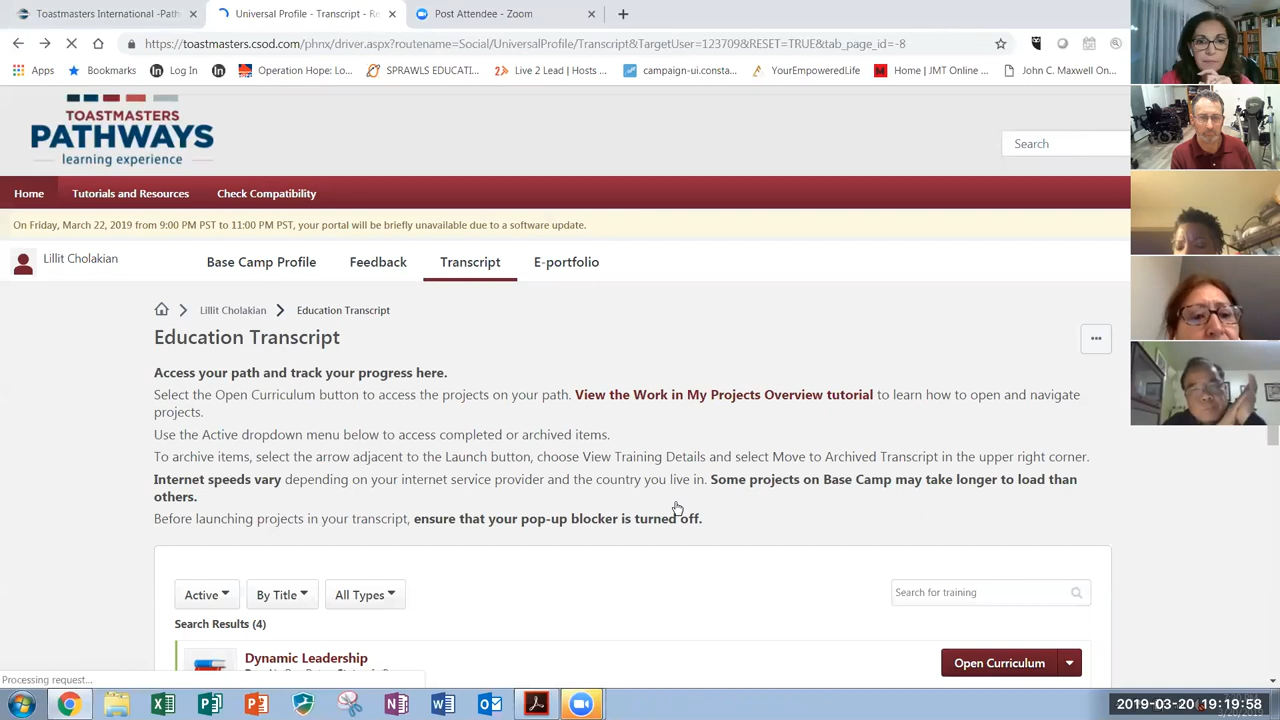 Toastmasters International -Path
Universal Profile - Transcript - Re
Post Attendee - Zoom
https://toastmasters.csod.com/phnx/driver.aspx?routename=Social/UniversalProfile/Transcript&TargetUser=123709&RESET=TRUE&tab_page_id=-8
Apps
Bookmarks
Log In
Operation Hope: Lo...
SPRAWLS EDUCATI...
Live 2 Lead | Hosts ...
campaign-ui.consta...
YourEmpoweredLife
Home | JMT Online ...
John C. Maxwell On...
TOASTMASTERS
PATHWAYS
learning experience
Search
Home
Tutorials and Resources
Check Compatibility
On Friday, March 22, 2019 from 9:00 PM PST to 11:00 PM PST, your portal will be briefly unavailable due to a software update.
Lillit Cholakian
Base Camp Profile
Feedback
Transcript
E-portfolio
Lillit Cholakian
Education Transcript
Education Transcript
...
Access your path and track your progress here.
Select the Open Curriculum button to access the projects on your path. View the Work in My Projects Overview tutorial to learn how to open and navigate
projects.
Use the Active dropdown menu below to access completed or archived items.
To archive items, select the arrow adjacent to the Launch button, choose View Training Details and select Move to Archived Transcript in the upper right corner.
Internet speeds vary depending on your internet service provider and the country you live in. Some projects on Base Camp may take longer to load than
others.
Before launching projects in your transcript, ensure that your pop-up blocker is turned off.
Active
By Title
All Types
Search for training
Search Results (4)
Dynamic Leadership
Open Curriculum
Processing request...
2019-03-20 19:19:58